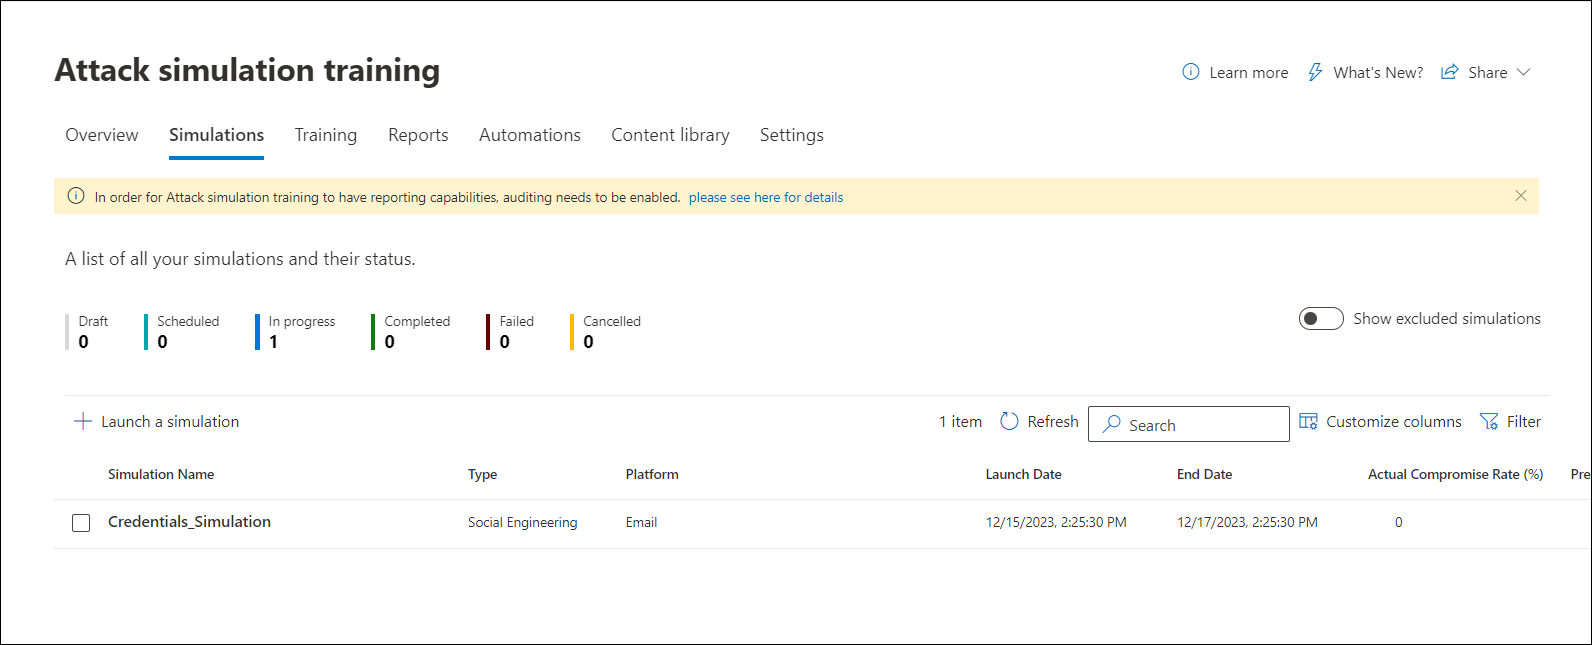 Attack simulation training
Learn more What's New? Share
Overview Simulations Training Reports Automations Content library Settings
In order for Attack simulation training to have reporting capabilities, auditing needs to be enabled. please see here for details
A list of all your simulations and their status.
Draft Scheduled In progress Completed Failed Cancelled
0 0 1 0 0 0
Show excluded simulations
Launch a simulation 1 item Refresh Search Customize columns Filter
Simulation Name Type Platform Launch Date End Date Actual Compromise Rate (%) Pre
Credentials_Simulation Social Engineering Email 12/15/2023, 2:25:30 PM 12/17/2023, 2:25:30 PM 0